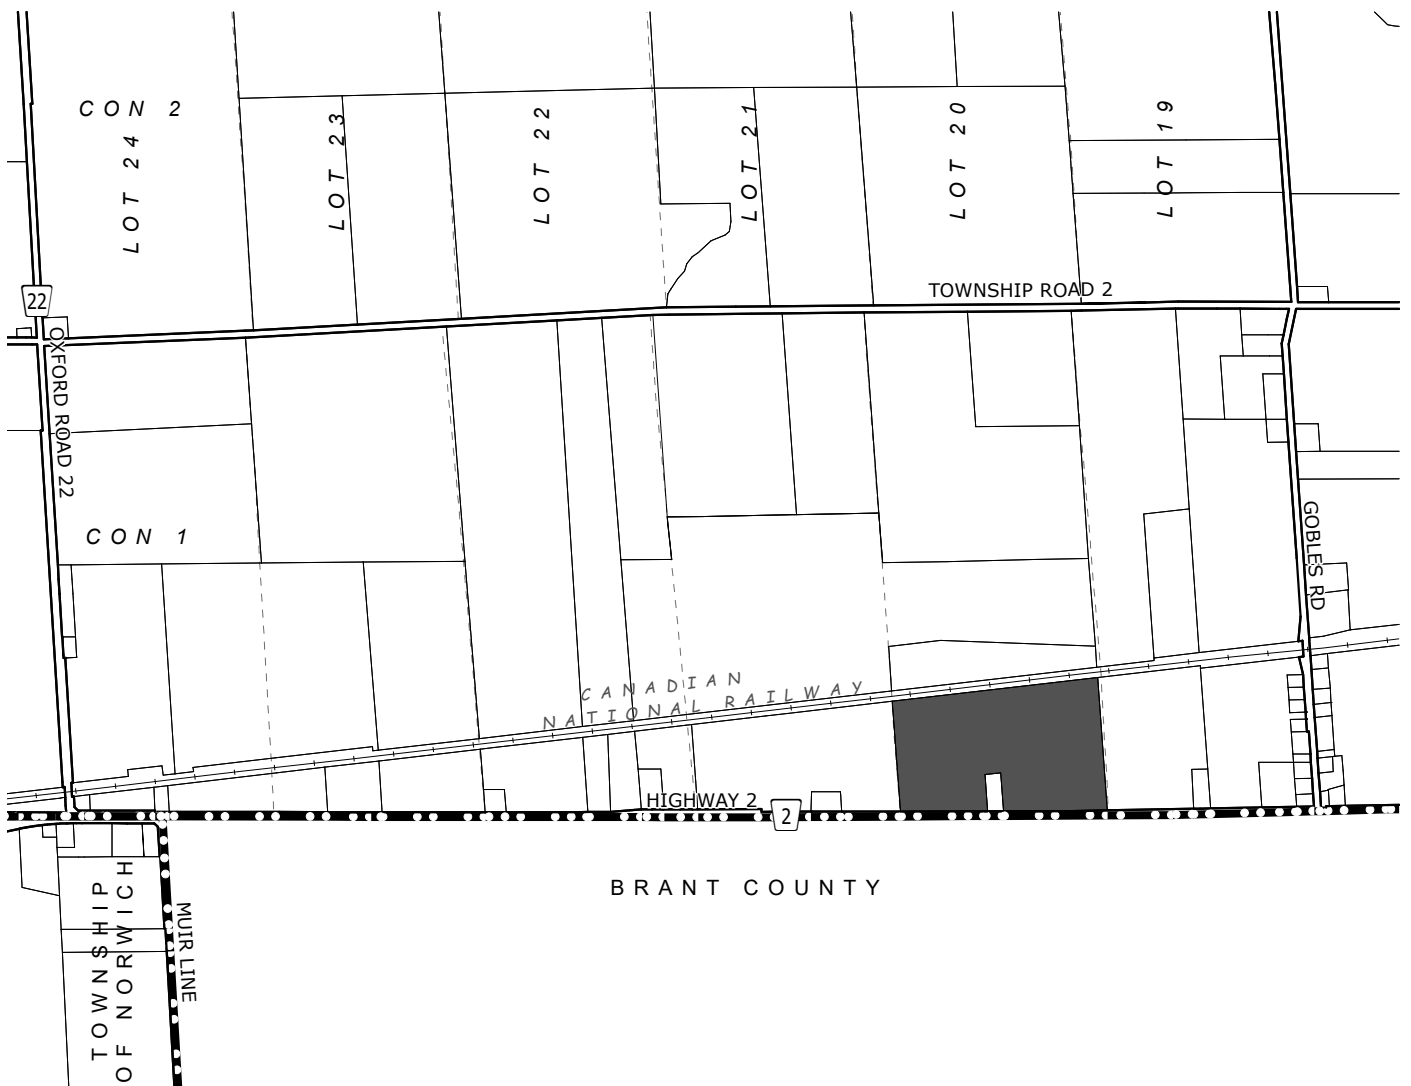 CON 2
LOT 24
LOT 23
LOT 22
LOT 21
LOT 20
LOT 19
22
TOWNSHIP ROAD 2
OXFORD ROAD 22
CON 1
GOBLES RD
CANADIAN
NATIONAL RAILWAY
HIGHWAY 2
2
BRANT COUNTY
TOWNSHIP
OF NORWICH
MUIR LINE